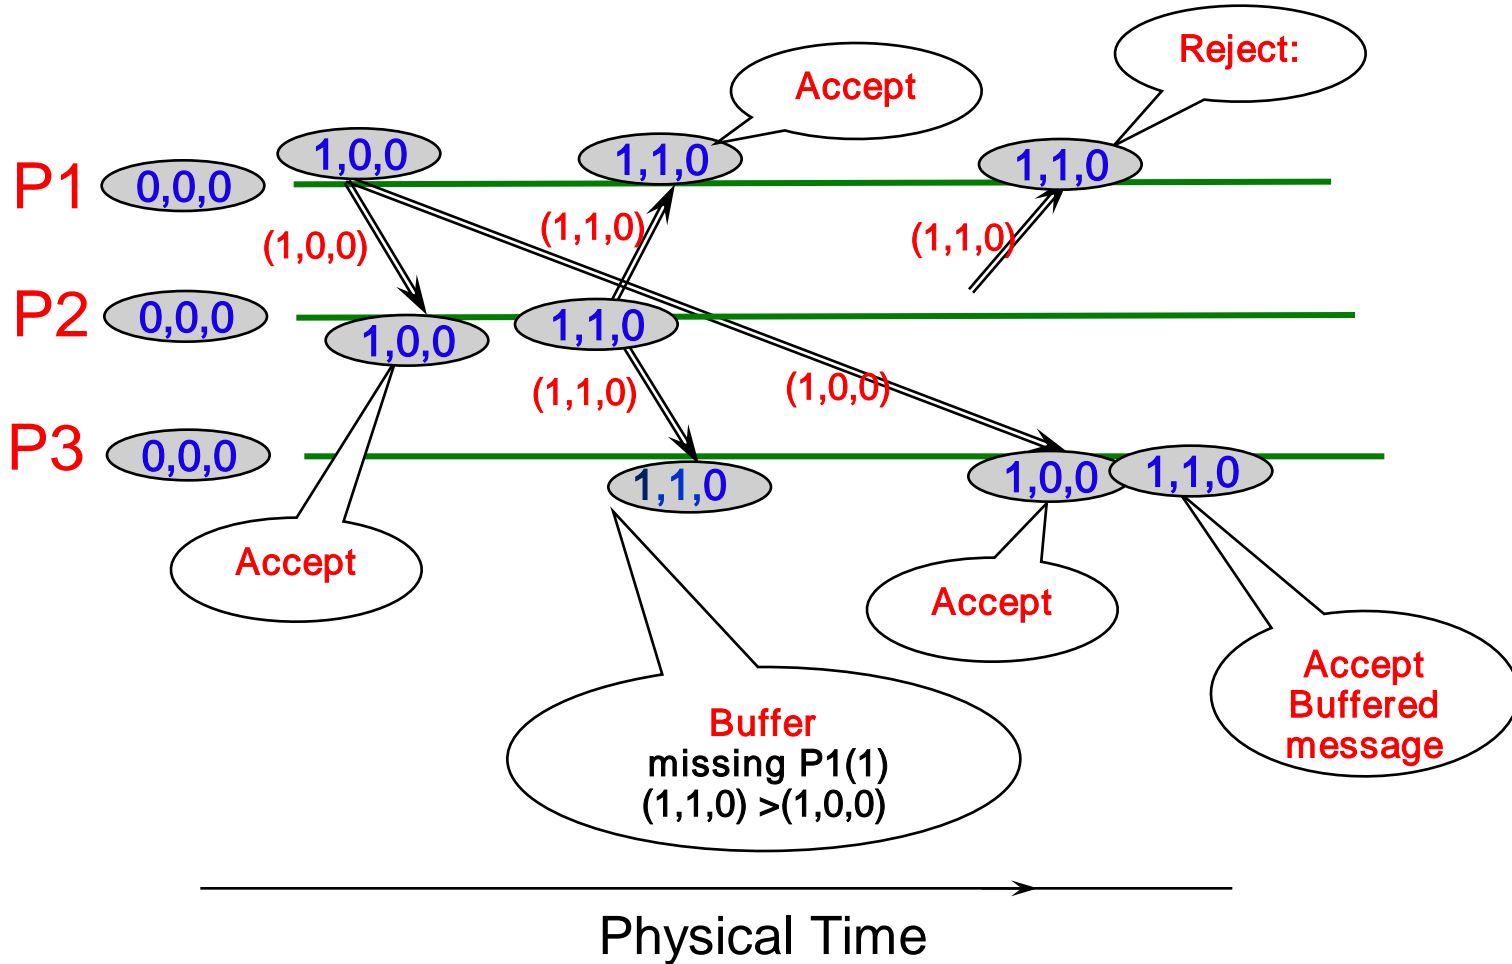 Reject:
Accept
1,0,0
1,1,0
1,1,0
P1
0,0,0
(1,0,0)
(1,1,0)
(1,1,0)
P2
0,0,0
1,0,0
1,1,0
(1,1,0)
(1,0,0)
P3
0,0,0
1,1,0
1,0,0
1,1,0
Accept
Accept
Accept
Buffered
message
Buffer
missing P1(1)
(1,1,0) >(1,0,0)
Physical Time